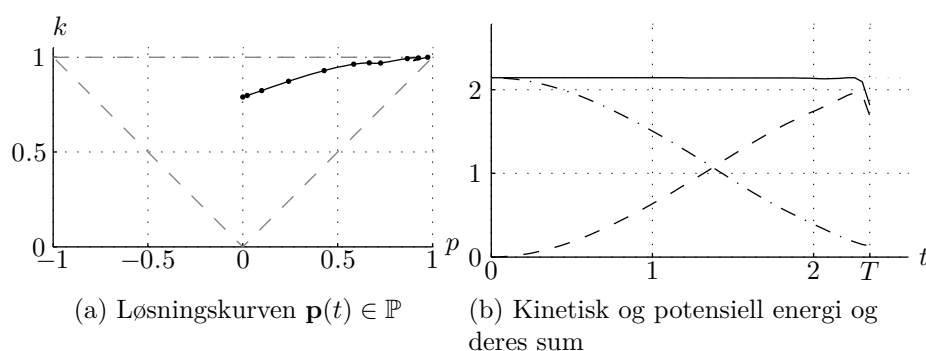 k
1
0.5
0
−1
−0.5
0
0.5
1
p
(a) Løsningskurven p(t) ∈ ℙ
2
1
0
0
1
2
T
t
(b) Kinetisk og potensiell energi og
deres sum